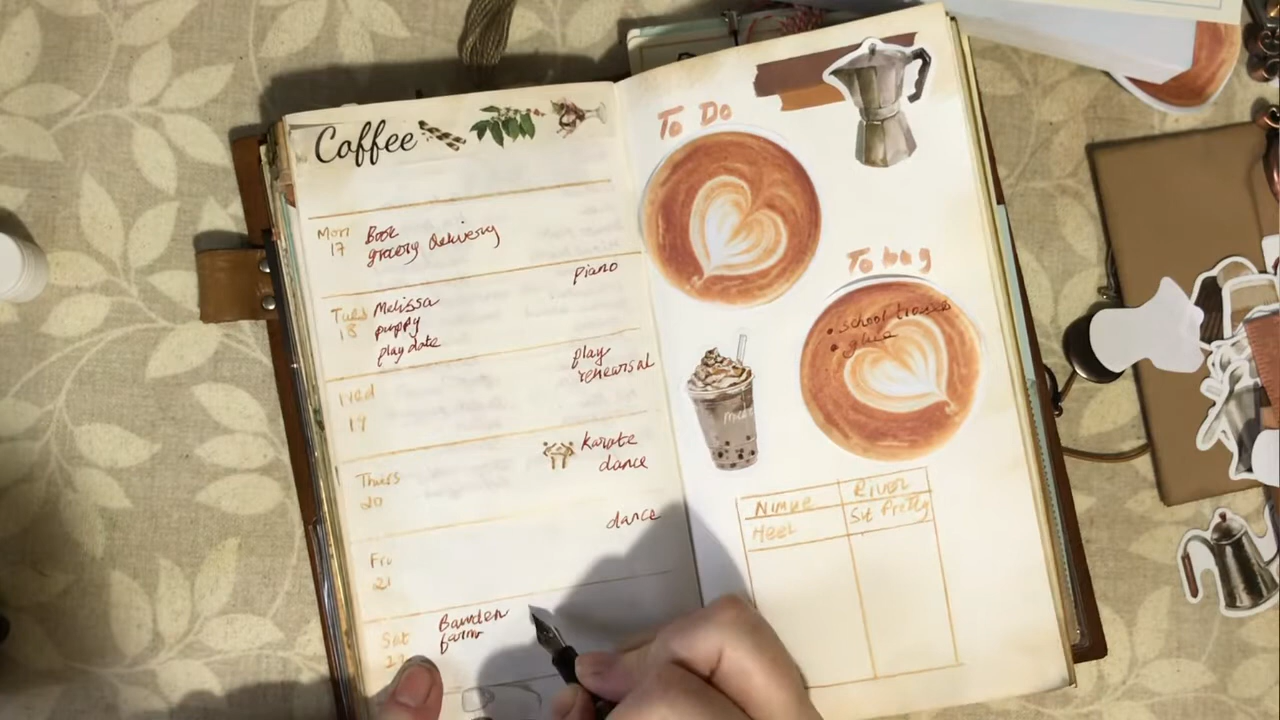 Coffee
Mon
17
Book
grocery delivery
piano
Tues
18
Melissa
puppy
play date
play
rehearsal
Wed
19
karate
dance
Thurs
20
dance
Fri
21
Sat
Bawden
farm
To Do
To buy
• school trousers
• glue
Nimue
River
Heel
Sit Pretty